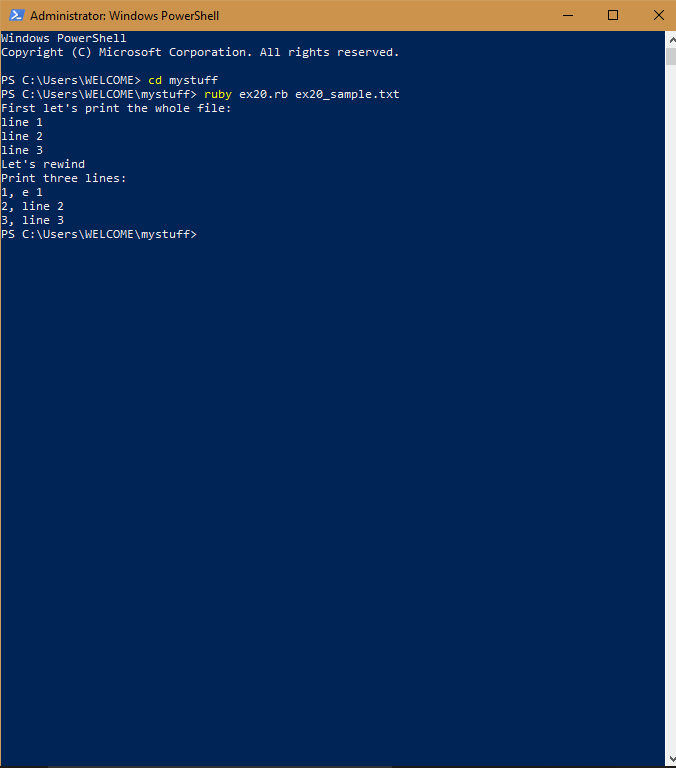 Administrator: Windows PowerShell
Windows PowerShell
Copyright (C) Microsoft Corporation. All rights reserved.
PS C:\Users\WELCOME> cd mystuff
PS C:\Users\WELCOME\mystuff> ruby ex20.rb ex20_sample.txt
First let's print the whole file:
line 1
line 2
line 3
Let's rewind
Print three lines:
1, e 1
2, line 2
3, line 3
PS C:\Users\WELCOME\mystuff>